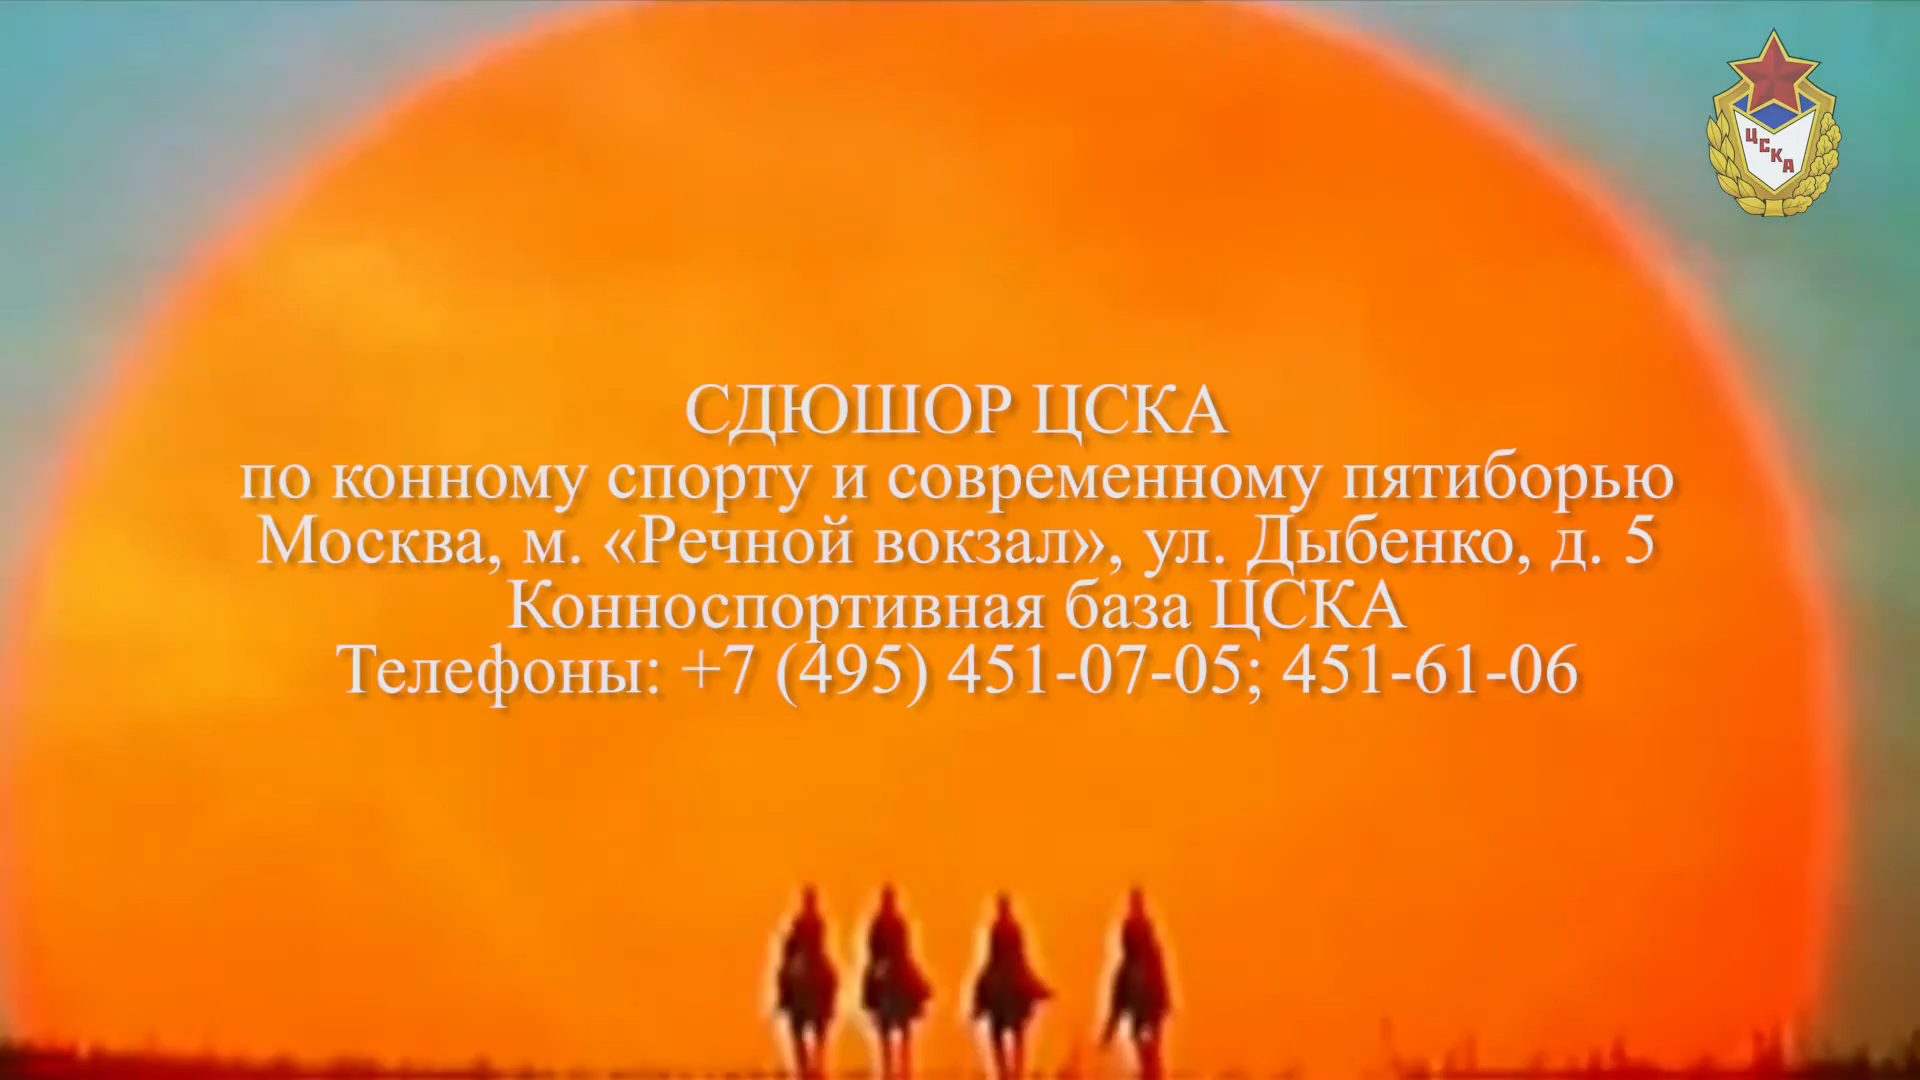 ЦСКА
СДЮШОР ЦСКА
по конному спорту и современному пятиборью
Москва, м. «Речной вокзал», ул. Дыбенко, д. 5
Конноспортивная база ЦСКА
Телефоны: +7 (495) 451-07-05; 451-61-06